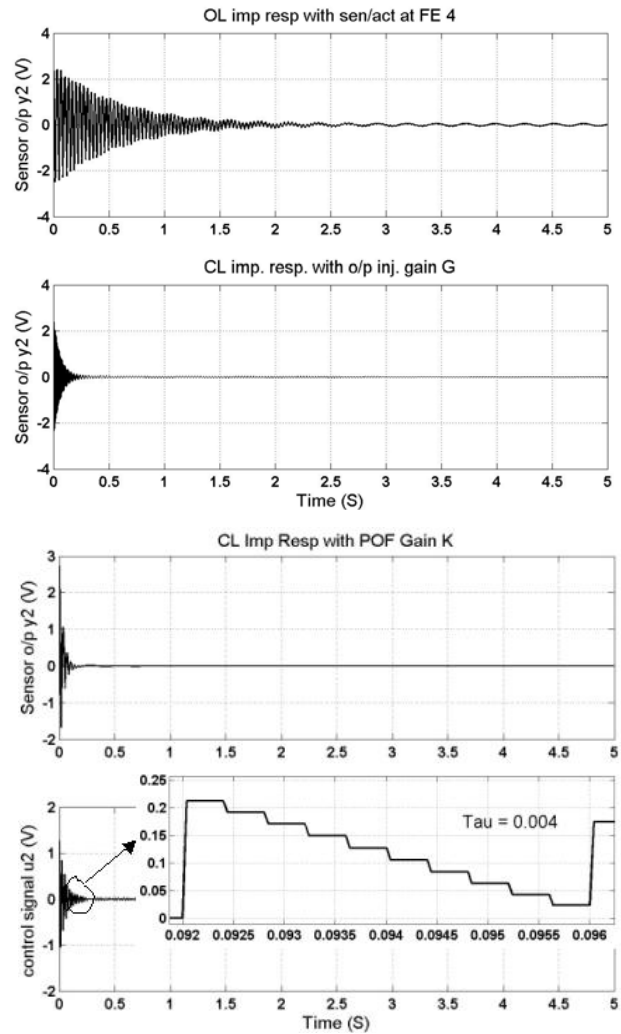 OL imp resp with sen/act at FE 4
Sensor o/p y2 (V)
4
2
0
-2
-4
0 0.5 1 1.5 2 2.5 3 3.5 4 4.5 5
CL imp. resp. with o/p inj. gain G
Sensor o/p y2 (V)
4
2
0
-2
-4
0 0.5 1 1.5 2 2.5 3 3.5 4 4.5 5
Time (S)
CL Imp Resp with POF Gain K
Sensor o/p y2 (V)
3
2
1
0
-1
-2
0 0.5 1 1.5 2 2.5 3 3.5 4 4.5 5
control signal u2 (V)
2
1
0
-1
-2
0.25
0.2
0.15
0.1
0.05
0
Tau = 0.004
0.092 0.0925 0.093 0.0935 0.094 0.0945 0.095 0.0955 0.096
0 0.5 1 1.5 2 2.5 3 3.5 4 4.5 5
Time (S)